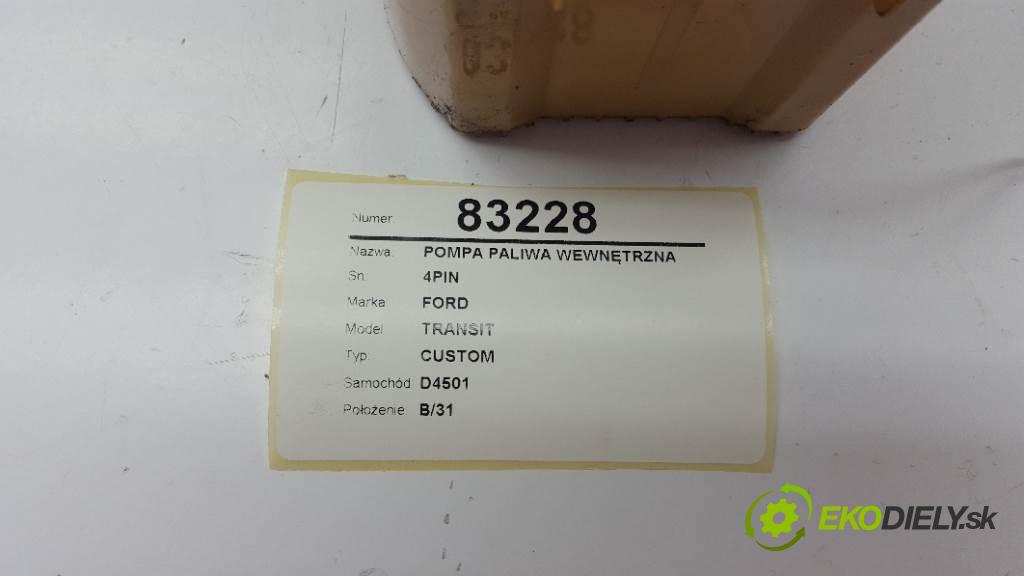 Numer: 83228
Nazwa: POMPA PALIWA WEWNĘTRZNA
Sn: 4PIN
Marka FORD
Model TRANSIT
Typ: CUSTOM
Samochód D4501
Położenie: B/31
EKODIELY.sk